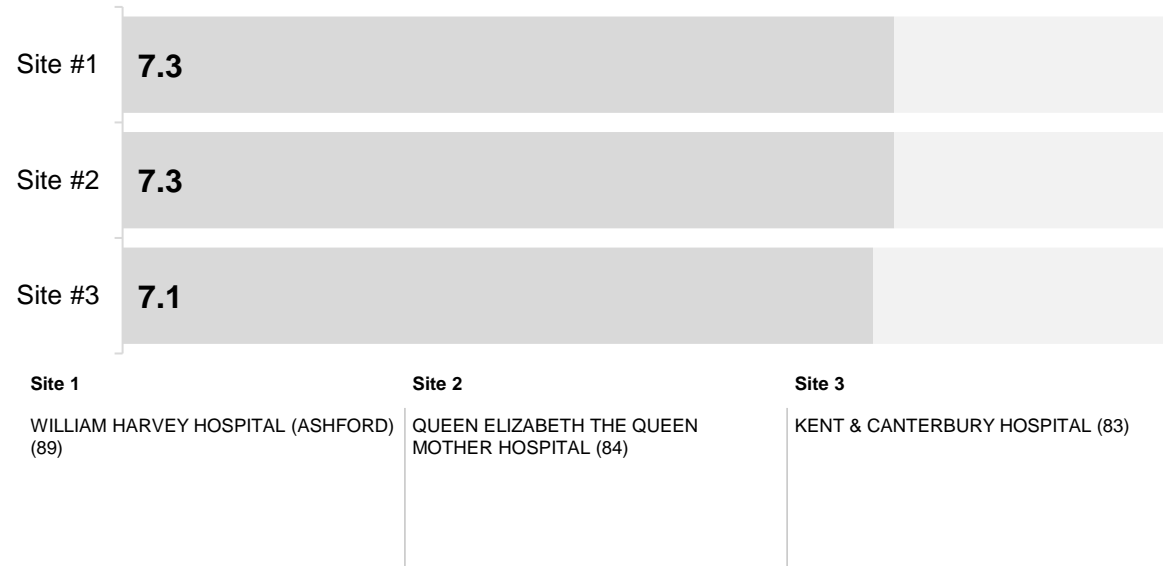 Site #1
7.3
Site #2
7.3
Site #3
7.1
Site 1
WILLIAM HARVEY HOSPITAL (ASHFORD)
(89)
Site 2
QUEEN ELIZABETH THE QUEEN
MOTHER HOSPITAL (84)
Site 3
KENT & CANTERBURY HOSPITAL (83)